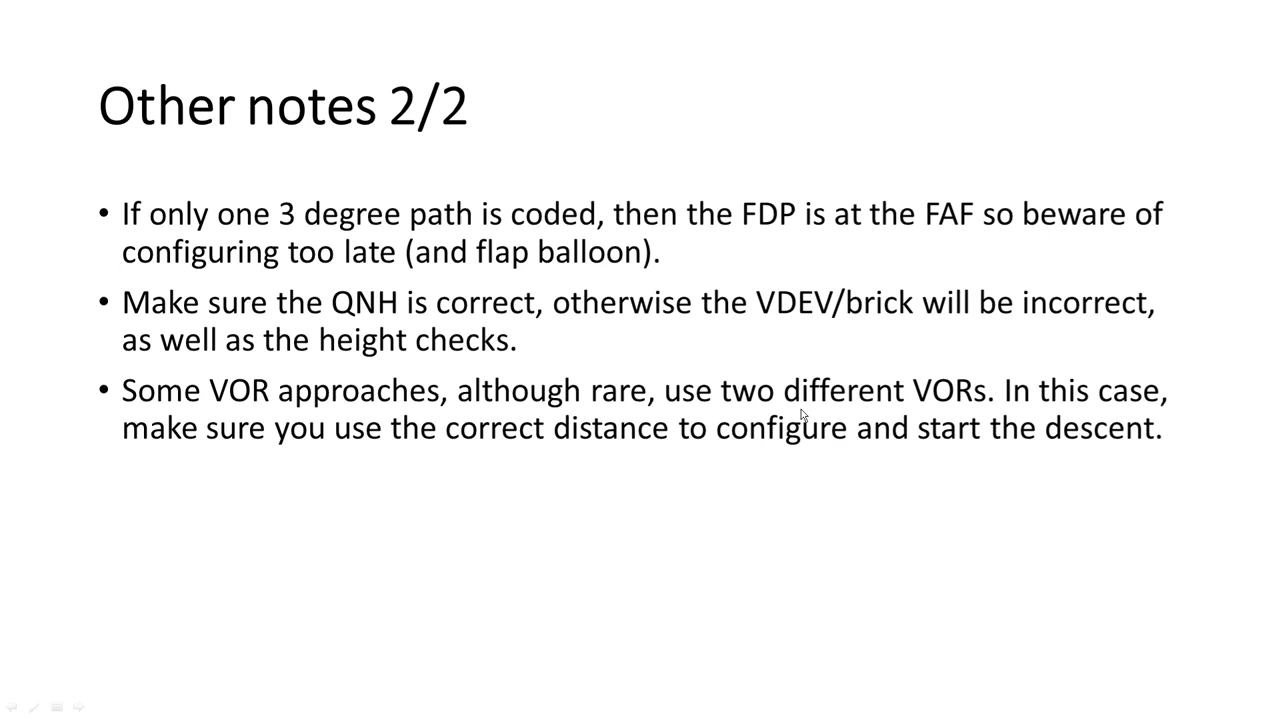 Other notes 2/2
• If only one 3 degree path is coded, then the FDP is at the FAF so beware of
configuring too late (and flap balloon).
• Make sure the QNH is correct, otherwise the VDEV/brick will be incorrect,
as well as the height checks.
• Some VOR approaches, although rare, use two different VORs. In this case,
make sure you use the correct distance to configure and start the descent.